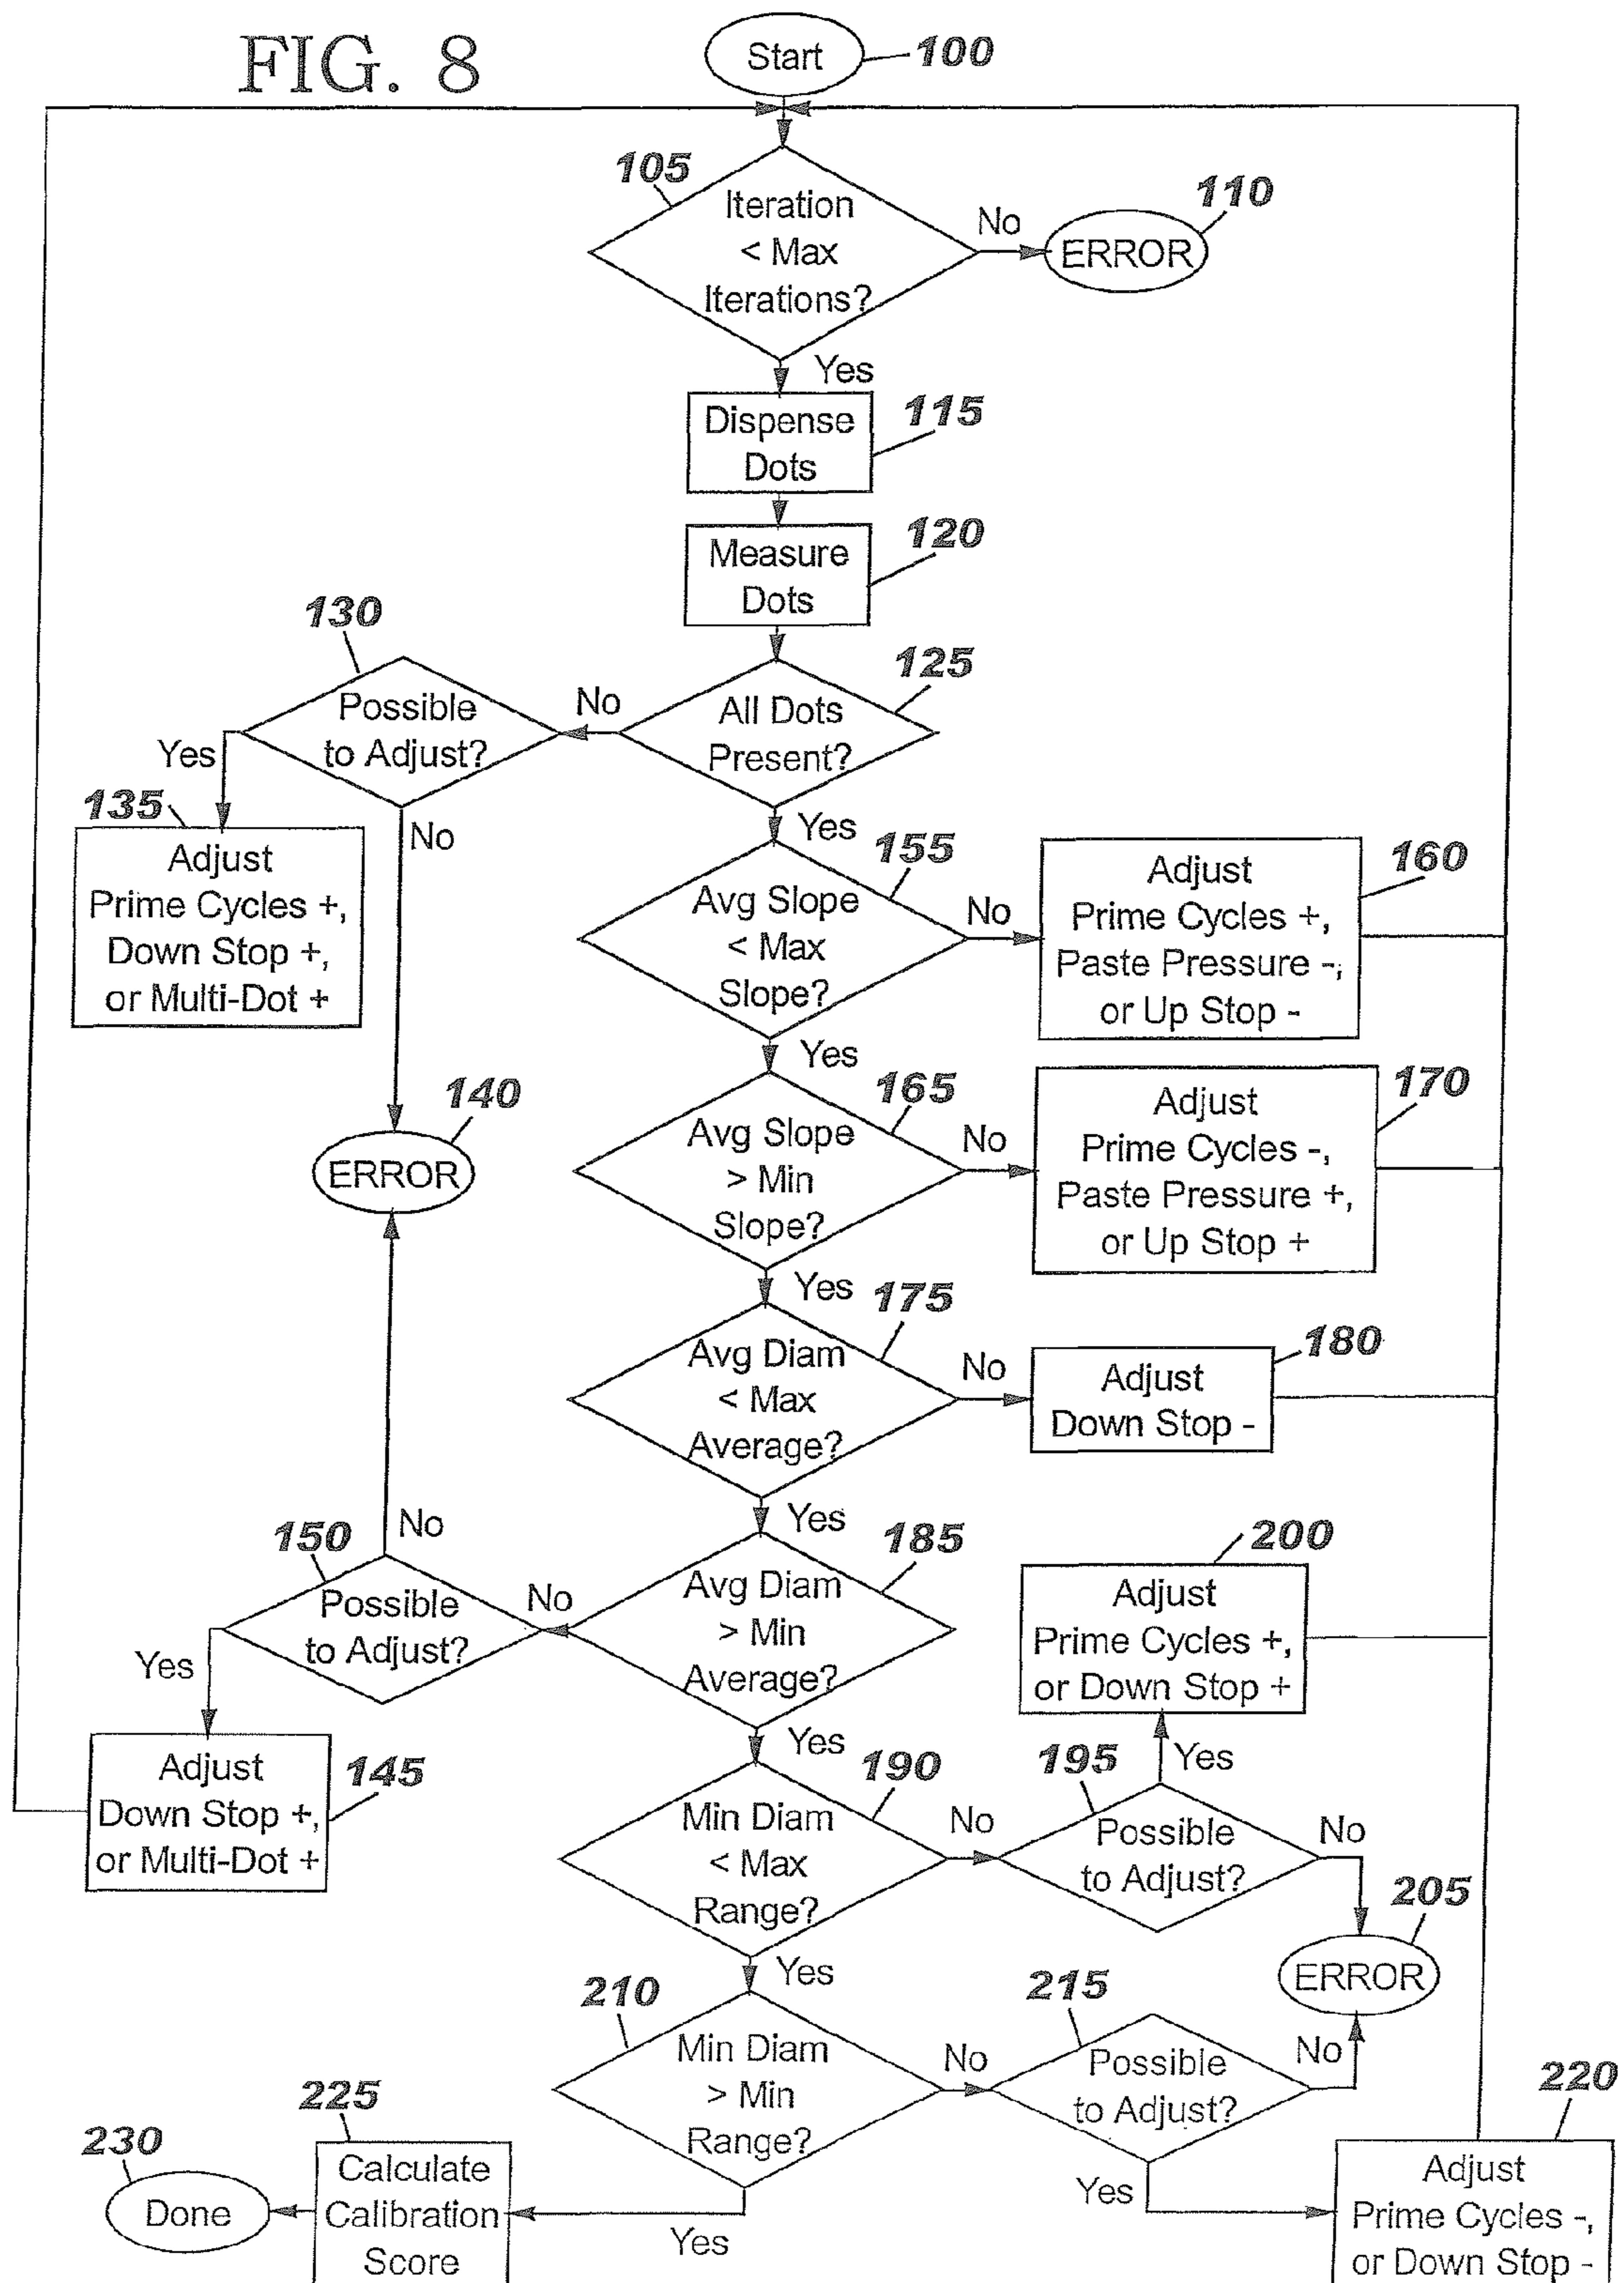 FIG. 8
Start
100
105
Iteration
< Max
Iterations?
No
110
ERROR
Yes
Dispense
Dots
115
Measure
Dots
120
130
Possible
to Adjust?
No
All Dots
Present?
125
Yes
135
Adjust
Prime Cycles +,
Down Stop +,
or Multi-Dot +
No
Yes
155
Avg Slope
< Max
Slope?
No
Adjust
Prime Cycles +,
Paste Pressure -,
or Up Stop -
160
Yes
140
ERROR
165
Avg Slope
> Min
Slope?
No
Adjust
Prime Cycles -,
Paste Pressure +,
or Up Stop +
170
Yes
175
Avg Diam
< Max
Average?
No
Adjust
Down Stop -
180
Yes
No
150
Possible
to Adjust?
No
185
Avg Diam
> Min
Average?
200
Adjust
Prime Cycles +,
or Down Stop +
Yes
Adjust
Down Stop +,
or Multi-Dot +
145
Yes
190
Min Diam
< Max
Range?
No
195
Possible
to Adjust?
Yes
No
205
ERROR
Yes
210
Min Diam
> Min
Range?
No
215
Possible
to Adjust?
No
Yes
220
Adjust
Prime Cycles -,
or Down Stop -
Yes
225
Calculate
Calibration
Score
230
Done